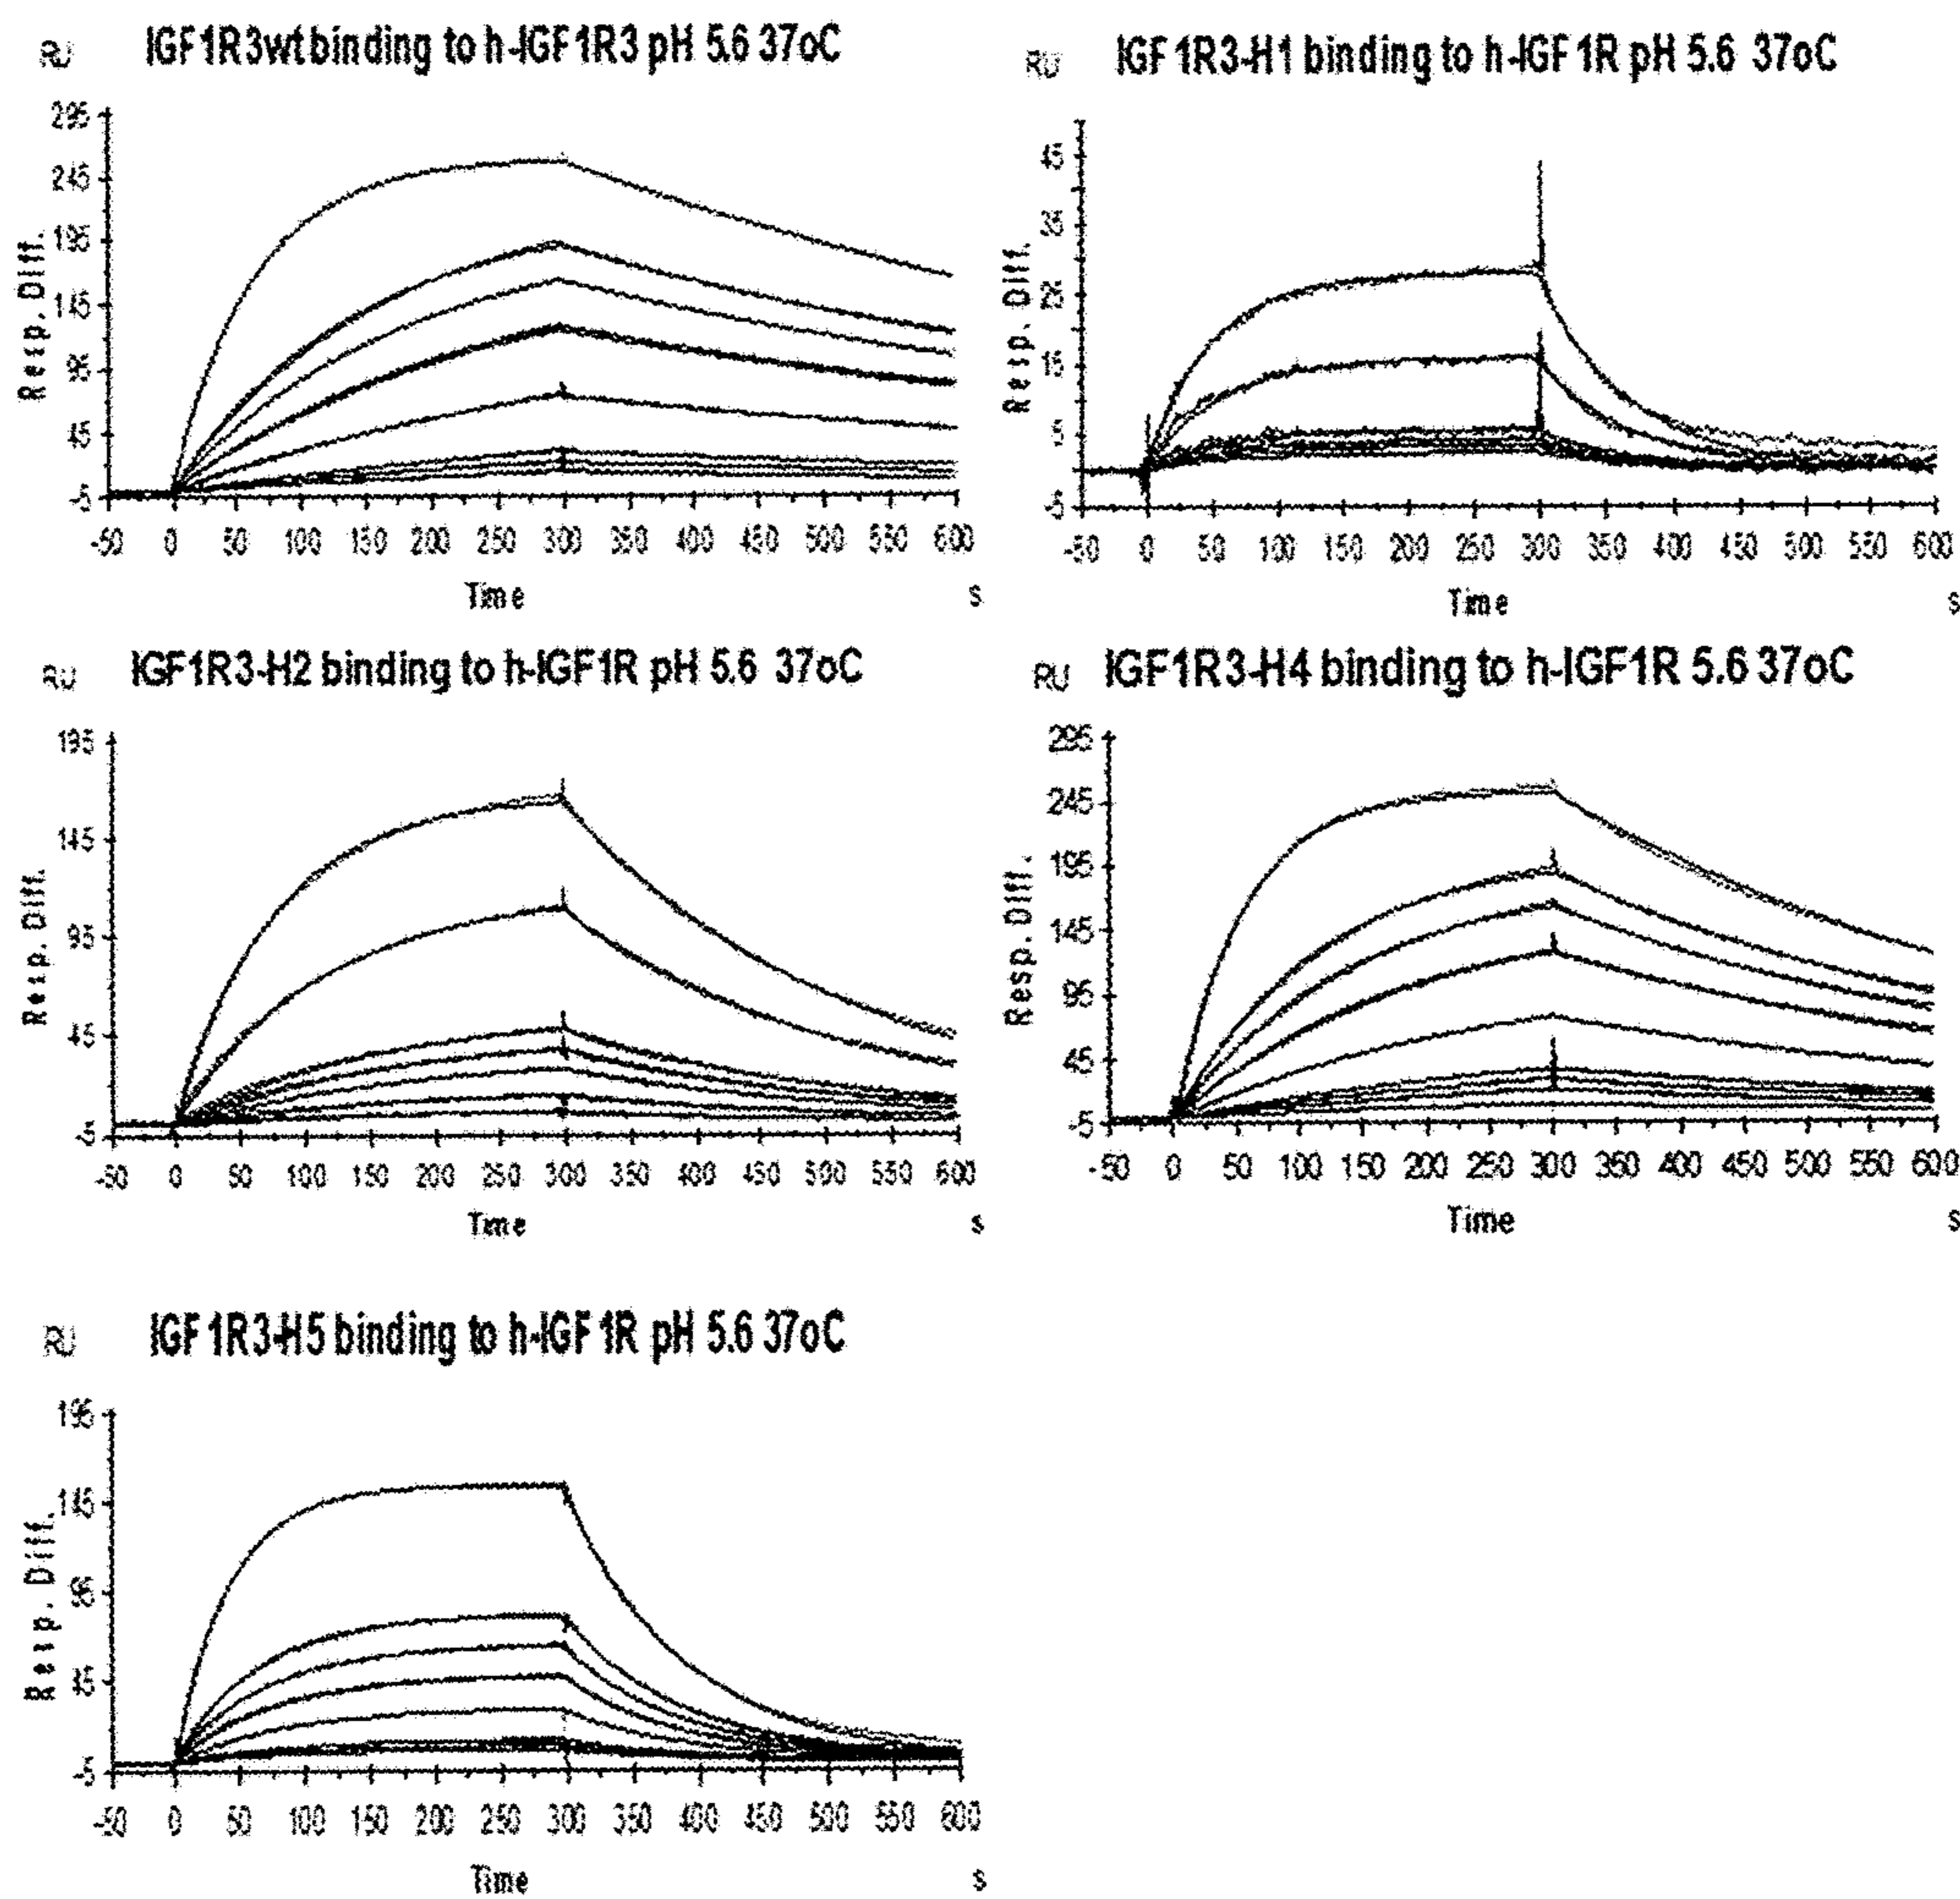 RU IGF1R3wt binding to h-IGF1R3 pH 5.6 37oC
295
245
195
145
95
45
-5
Resp. Diff.
-50 0 50 100 150 200 250 300 350 400 450 500 550 600
Time s
RU IGF1R3-H1 binding to h-IGF1R pH 5.6 37oC
45
35
25
15
5
-5
Resp. Diff.
-50 0 50 100 150 200 250 300 350 400 450 500 550 600
Time s
RU IGF1R3-H2 binding to h-IGF1R pH 5.6 37oC
195
145
95
45
-5
Resp. Diff.
-50 0 50 100 150 200 250 300 350 400 450 500 550 600
Time s
RU IGF1R3-H4 binding to h-IGF1R 5.6 37oC
295
245
195
145
95
45
-5
Resp. Diff.
-50 0 50 100 150 200 250 300 350 400 450 500 550 600
Time s
RU IGF1R3-H5 binding to h-IGF1R pH 5.6 37oC
195
145
95
45
-5
Resp. Diff.
-50 0 50 100 150 200 250 300 350 400 450 500 550 600
Time s